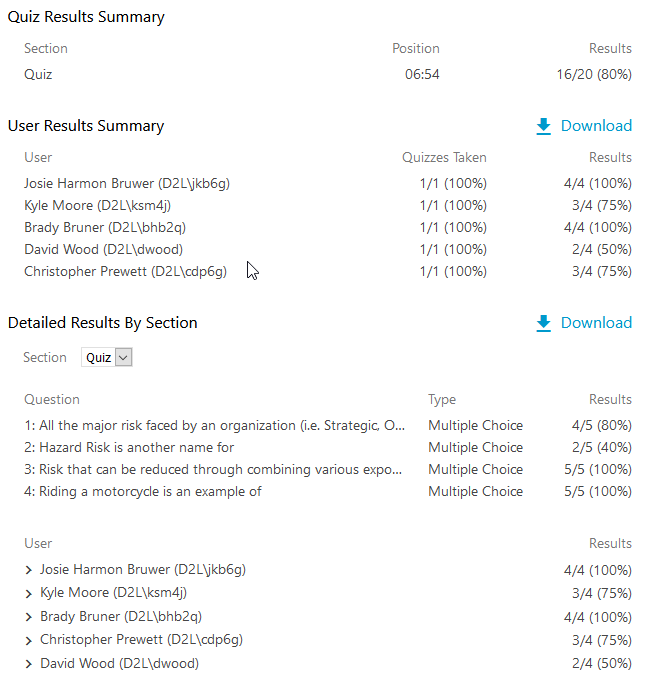 Quiz Results Summary
Section Position Results
Quiz 06:54 16/20 (80%)
User Results Summary Download
User Quizzes Taken Results
Josie Harmon Bruwer (D2L\jkb6g) 1/1 (100%) 4/4 (100%)
Kyle Moore (D2L\ksm4j) 1/1 (100%) 3/4 (75%)
Brady Bruner (D2L\bhb2q) 1/1 (100%) 4/4 (100%)
David Wood (D2L\dwood) 1/1 (100%) 2/4 (50%)
Christopher Prewett (D2L\cdp6g) 1/1 (100%) 3/4 (75%)
Detailed Results By Section Download
Section Quiz
Question Type Results
1: All the major risk faced by an organization (i.e. Strategic, O... Multiple Choice 4/5 (80%)
2: Hazard Risk is another name for Multiple Choice 2/5 (40%)
3: Risk that can be reduced through combining various expo... Multiple Choice 5/5 (100%)
4: Riding a motorcycle is an example of Multiple Choice 5/5 (100%)
User Results
Josie Harmon Bruwer (D2L\jkb6g) 4/4 (100%)
Kyle Moore (D2L\ksm4j) 3/4 (75%)
Brady Bruner (D2L\bhb2q) 4/4 (100%)
Christopher Prewett (D2L\cdp6g) 3/4 (75%)
David Wood (D2L\dwood) 2/4 (50%)